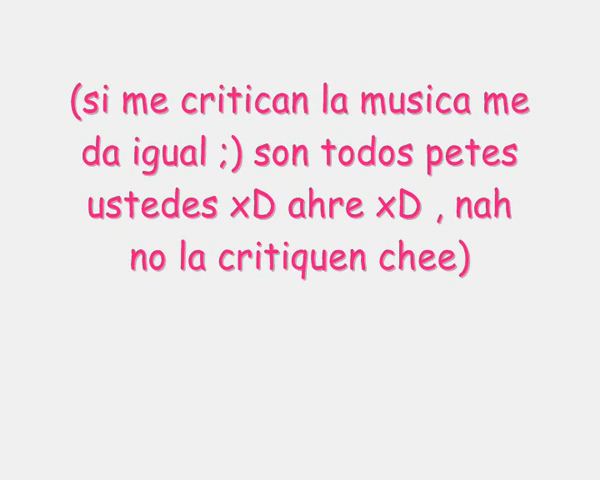 (si me critican la musica me
da igual ;) son todos petes
ustedes xD ahre xD , nah
no la critiquen chee)